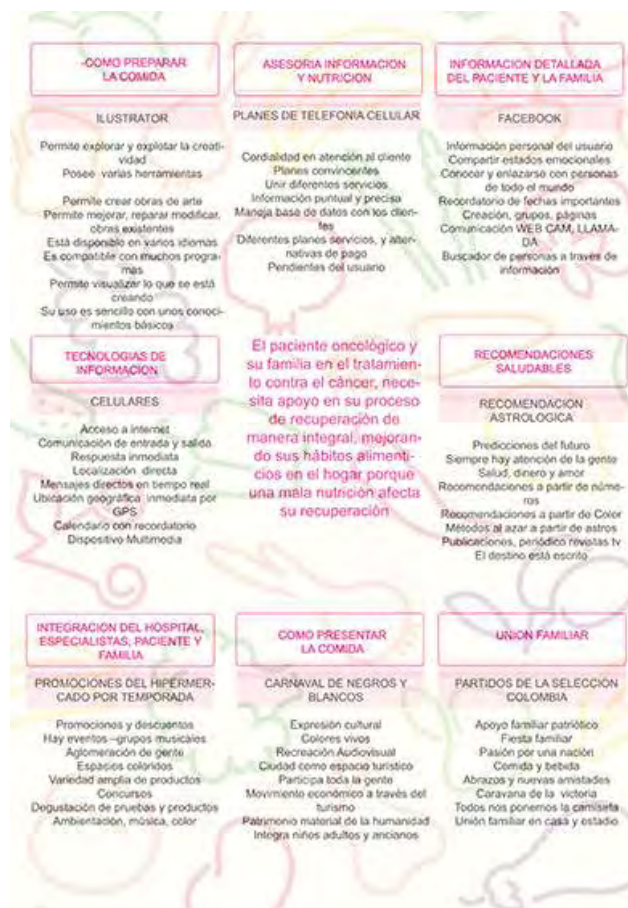 -COMO PREPARAR
LA COMIDA
ILUSTRATOR
Permite explorar y explotar la creati-
vidad
Posee varias herramientas
Permite crear obras de arte
Permite mejorar, reparar modificar,
obras existentes
Está disponible en varios idiomas
Es compatible con muchos progra-
mas
Permite visualizar lo que se está
creando
Su uso es sencillo con unos conoci-
mientos básicos
ASESORIA INFORMACION
Y NUTRICION
PLANES DE TELEFONIA CELULAR
Cordialidad en atención al cliente
Planes convincentes
Unir diferentes servicios
Información puntual y precisa
Maneja base de datos con los clien-
tes
Diferentes planes servicios, y alter-
nativas de pago
Pendientes del usuario
INFORMACION DETALLADA
DEL PACIENTE Y LA FAMILIA
FACEBOOK
Información personal del usuario
Compartir estados emocionales
Conocer y enlazarse con personas
de todo el mundo
Recordatorio de fechas importantes
Creación, grupos, páginas
Comunicación WEB CAM, LLAMA-
DA
Buscador de personas a través de
información
TECNOLOGIAS DE
INFORMACION
CELULARES
Acceso a internet
Comunicación de entrada y salida
Respuesta inmediata
Localización directa
Mensajes directos en tiempo real
Ubicación geográfica inmediata por
GPS
Calendario con recordatorio
Dispositivo Multimedia
El paciente oncológico y
su familia en el tratamien-
to contra el cáncer, nece-
sita apoyo en su proceso
de recuperación de
manera integral, mejoran-
do sus hábitos alimenti-
cios en el hogar porque
una mala nutrición afecta
su recuperación
RECOMENDACIONES
SALUDABLES
RECOMENDACION
ASTROLOGICA
Predicciones del futuro
Siempre hay atención de la gente
Salud, dinero y amor
Recomendaciones a partir de núme-
ros
Recomendaciones a partir de Color
Métodos al azar a partir de astros
Publicaciones, periódico revistas tv
El destino está escrito
INTEGRACION DEL HOSPITAL,
ESPECIALISTAS, PACIENTE Y
FAMILIA
PROMOCIONES DEL HIPERMER-
CADO POR TEMPORADA
Promociones y descuentos
Hay eventos –grupos musicales
Aglomeración de gente
Espacios coloridos
Variedad amplia de productos
Concursos
Degustación de pruebas y productos
Ambientación, música, color
COMO PRESENTAR
LA COMIDA
CARNAVAL DE NEGROS Y
BLANCOS
Expresión cultural
Colores vivos
Recreación Audiovisual
Ciudad como espacio turístico
Participa toda la gente
Movimiento económico a través del
turismo
Patrimonio material de la humanidad
Integra niños adultos y ancianos
UNION FAMILIAR
PARTIDOS DE LA SELECCION
COLOMBIA
Apoyo familiar patriótico
Fiesta familiar
Pasión por una nación
Comida y bebida
Abrazos y nuevas amistades
Caravana de la victoria
Todos nos ponemos la camiseta
Unión familiar en casa y estadio